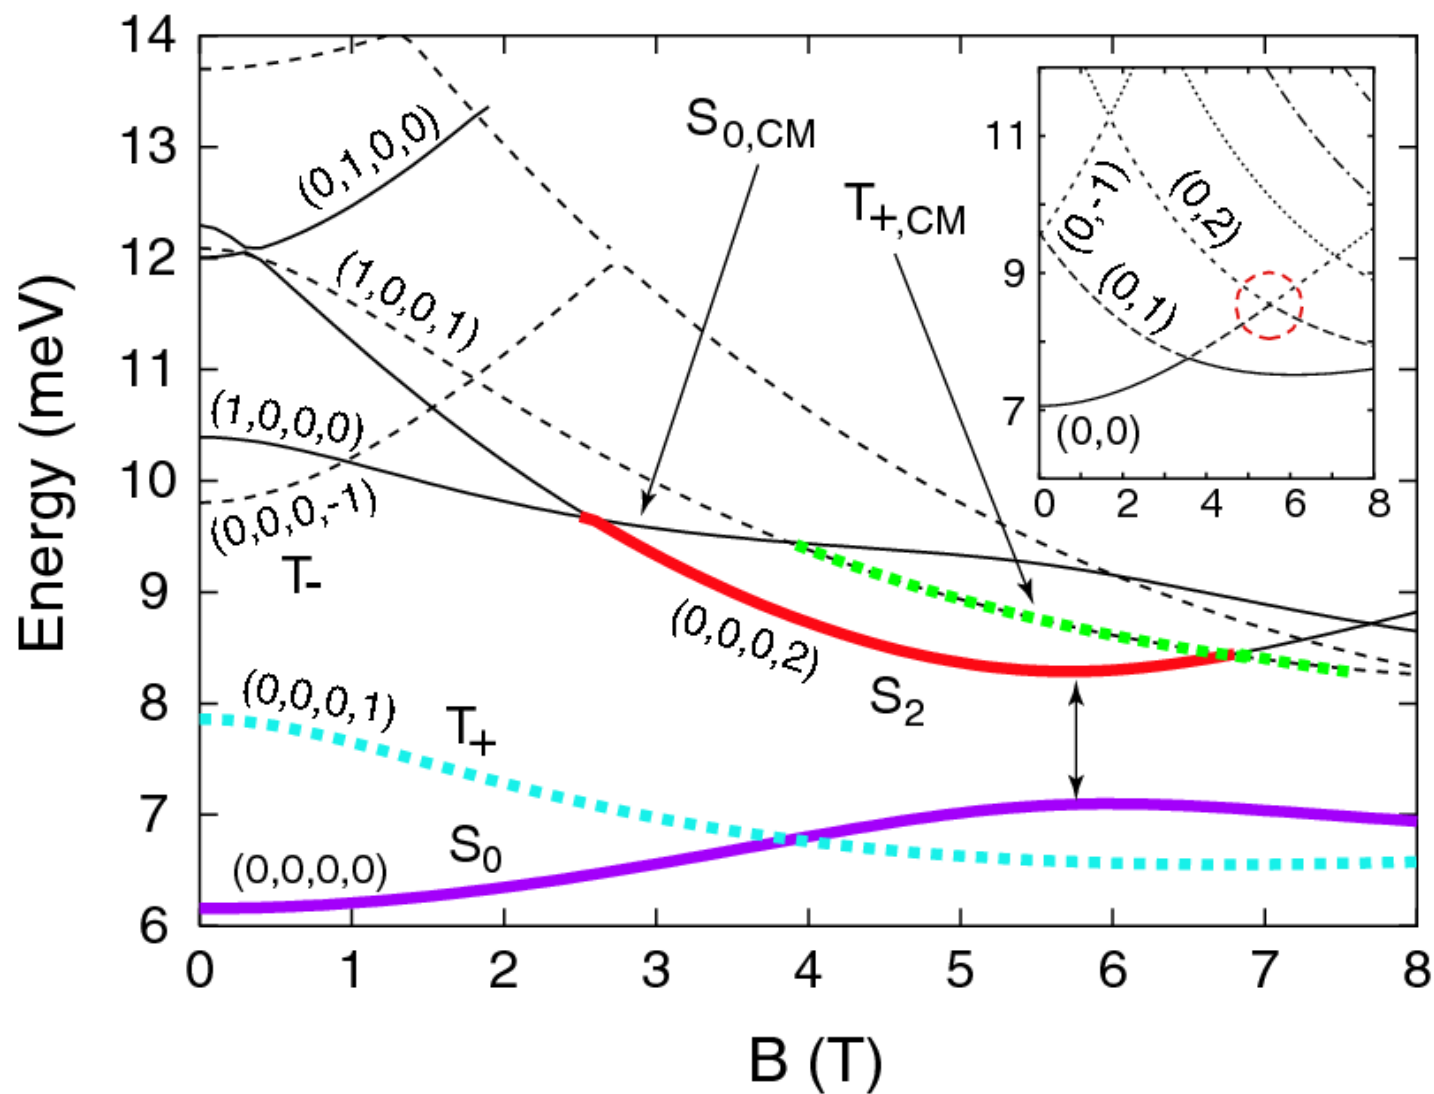 14
13
12
11
10
9
8
7
6
Energy (meV)
0 1 2 3 4 5 6 7 8
B (T)
(0,1,0,0)
(1,0,0,1)
(1,0,0,0)
(0,0,0,-1)
T-
S0,CM
T+,CM
(0,0,0,2)
S2
(0,0,0,1)
T+
S0
(0,0,0,0)
11
9
7
(0,-1)
(0,2)
(0,1)
(0,0)
0 2 4 6 8